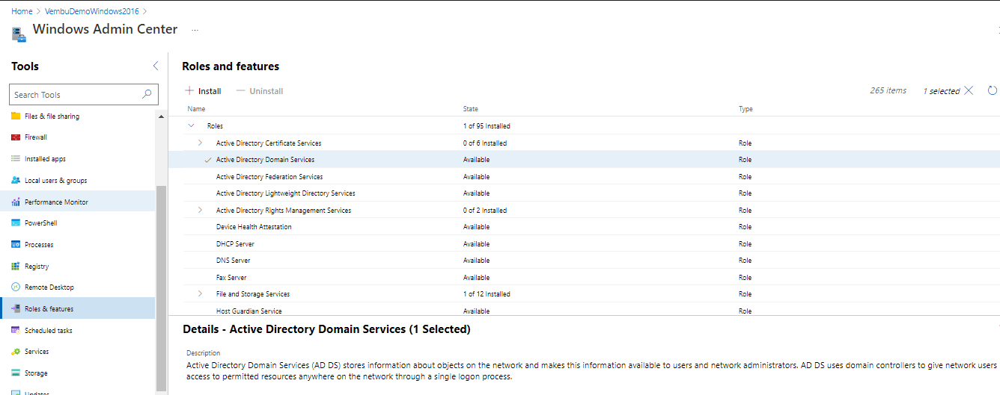 Home > VembuDemoWindows2016 >
Windows Admin Center ...
Tools
Search Tools
Files & file sharing
Firewall
Installed apps
Local users & groups
Performance Monitor
PowerShell
Processes
Registry
Remote Desktop
Roles & features
Scheduled tasks
Services
Storage
Updates
Roles and features
Install Uninstall 265 items 1 selected
Name State Type
Roles 1 of 95 Installed
Active Directory Certificate Services 0 of 6 Installed Role
Active Directory Domain Services Available Role
Active Directory Federation Services Available Role
Active Directory Lightweight Directory Services Available Role
Active Directory Rights Management Services 0 of 2 Installed Role
Device Health Attestation Available Role
DHCP Server Available Role
DNS Server Available Role
Fax Server Available Role
File and Storage Services 1 of 12 Installed Role
Host Guardian Service Available Role
Details - Active Directory Domain Services (1 Selected)
Description
Active Directory Domain Services (AD DS) stores information about objects on the network and makes this information available to users and network administrators. AD DS uses domain controllers to give network users
access to permitted resources anywhere on the network through a single logon process.